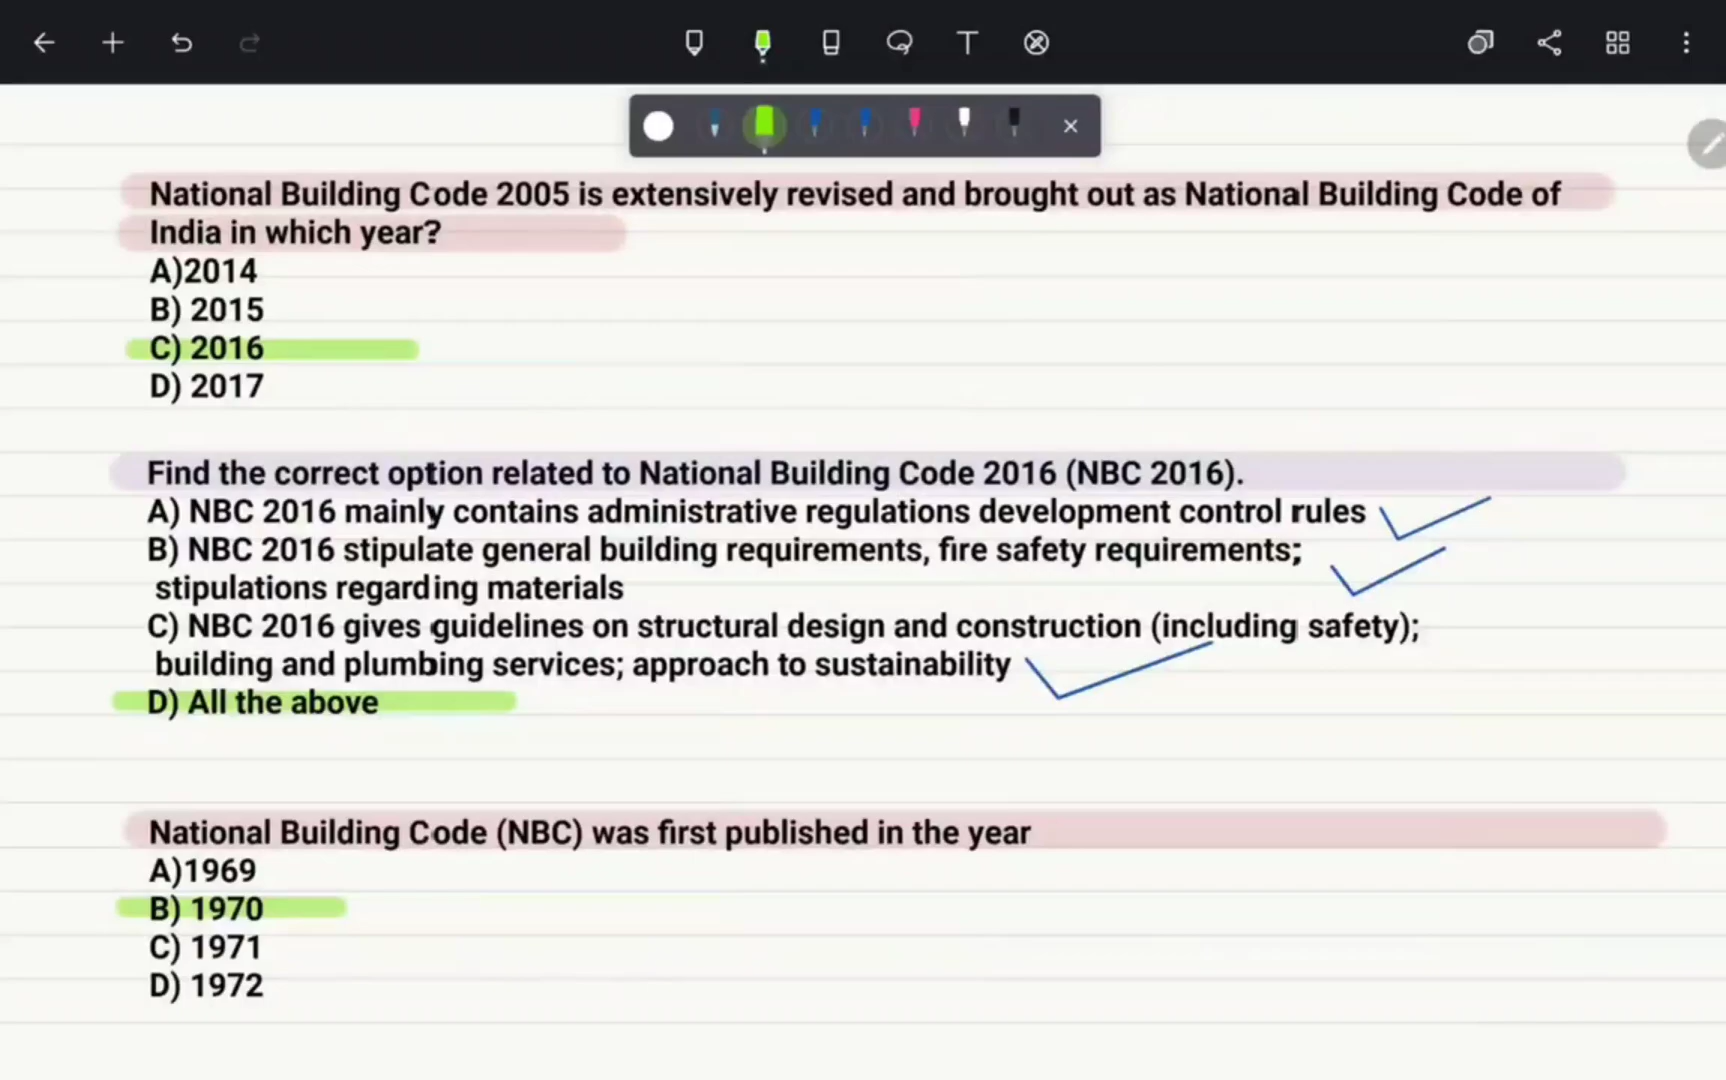 National Building Code 2005 is extensively revised and brought out as National Building Code of
India in which year?
A)2014
B) 2015
C) 2016
D) 2017
Find the correct option related to National Building Code 2016 (NBC 2016).
A) NBC 2016 mainly contains administrative regulations development control rules
B) NBC 2016 stipulate general building requirements, fire safety requirements;
stipulations regarding materials
C) NBC 2016 gives guidelines on structural design and construction (including safety);
building and plumbing services; approach to sustainability
D) All the above
National Building Code (NBC) was first published in the year
A)1969
B) 1970
C) 1971
D) 1972